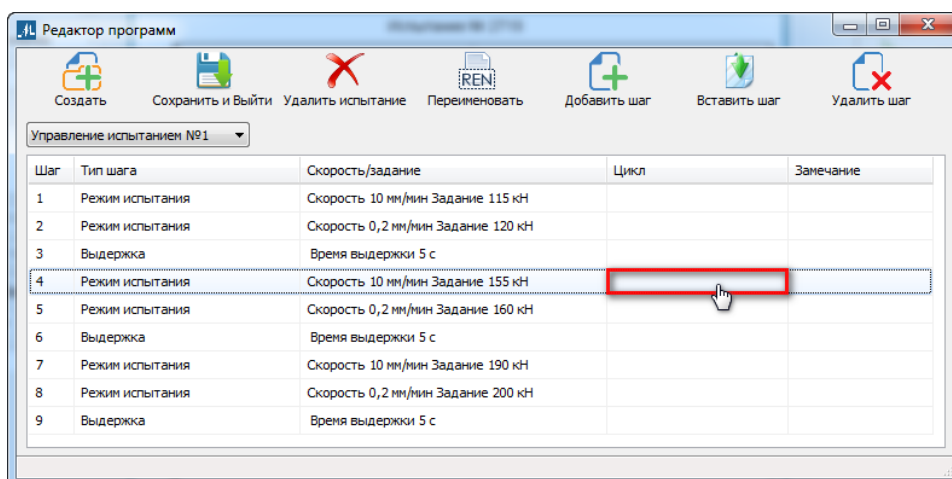 Редактор программ
REN
Создать Сохранить и Выйти Удалить испытание Переименовать Добавить шаг Вставить шаг Удалить шаг
Управление испытанием №1
Шаг Тип шага Скорость/задание Цикл Замечание
1 Режим испытания Скорость 10 мм/мин Задание 115 кН
2 Режим испытания Скорость 0,2 мм/мин Задание 120 кН
3 Выдержка Время выдержки 5 с
4 Режим испытания Скорость 10 мм/мин Задание 155 кН
5 Режим испытания Скорость 0,2 мм/мин Задание 160 кН
6 Выдержка Время выдержки 5 с
7 Режим испытания Скорость 10 мм/мин Задание 190 кН
8 Режим испытания Скорость 0,2 мм/мин Задание 200 кН
9 Выдержка Время выдержки 5 с